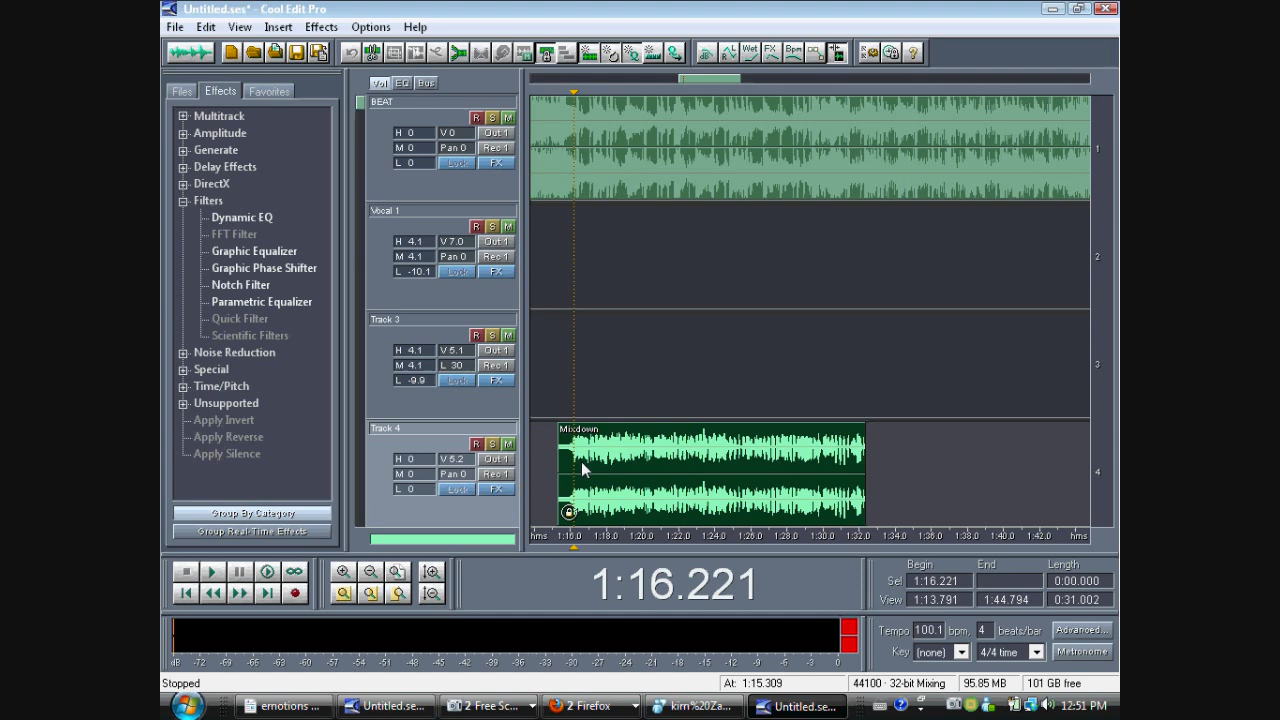 Untitled.ses* - Cool Edit Pro
File Edit View Insert Effects Options Help
Files Effects Favorites
Vol EQ Bus
Multitrack
Amplitude
Generate
Delay Effects
DirectX
Filters
Dynamic EQ
FFT Filter
Graphic Equalizer
Graphic Phase Shifter
Notch Filter
Parametric Equalizer
Quick Filter
Scientific Filters
Noise Reduction
Special
Time/Pitch
Unsupported
Apply Invert
Apply Reverse
Apply Silence
Group By Category
Group Real-Time Effects
BEAT
R S M
H 0 V 0 Out 1
M 0 Pan 0 Rec 1
L 0 Lock FX
1
Vocal 1
R S M
H 4.1 V 7.0 Out 1
M 4.1 Pan 0 Rec 1
L -10.1 Lock FX
2
Track 3
R S M
H 4.1 V 5.1 Out 1
M 4.1 L 30 Rec 1
L -9.9 Lock FX
3
Track 4
R S M
H 0 V 5.2 Out 1
M 0 Pan 0 Rec 1
L 0 Lock FX
Mixdown
4
hms 1:16.0 1:18.0 1:20.0 1:22.0 1:24.0 1:26.0 1:28.0 1:30.0 1:32.0 1:34.0 1:36.0 1:38.0 1:40.0 1:42.0 hms
1:16.221
Begin End Length
Sel 1:16.221 0:00.000
View 1:13.791 1:44.794 0:31.002
dB -72 -69 -66 -63 -60 -57 -54 -51 -48 -45 -42 -39 -36 -33 -30 -27 -24 -21 -18 -15 -12 -9 -6 -3 0
Tempo 100.1 bpm, 4 beats/bar Advanced...
Key (none) 4/4 time Metronome
Stopped At: 1:15.309 44100 · 32-bit Mixing 95.85 MB 101 GB free
emotions ... Untitled.se... 2 Free Sc... 2 Firefox kim%20Za... Untitled.se... 12:51 PM